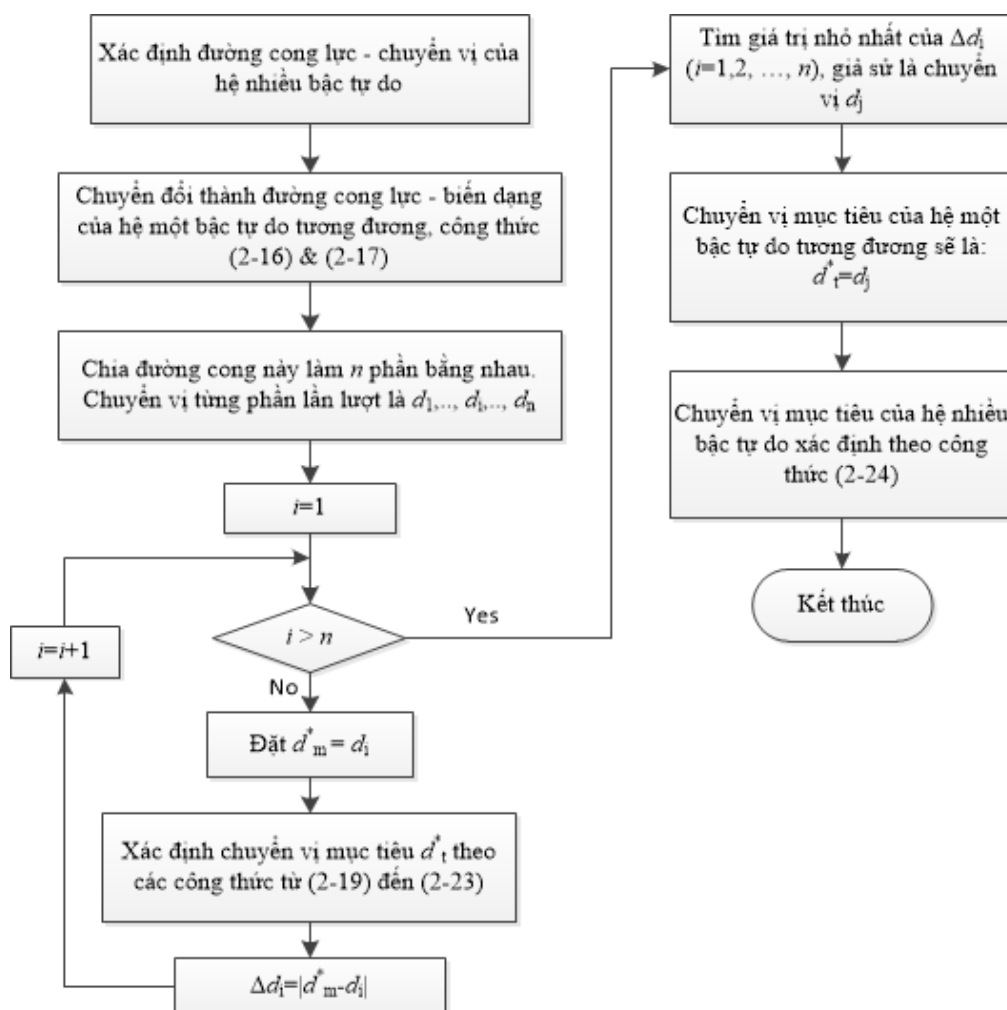 Xác định đường cong lực - chuyển vị của
hệ nhiều bậc tự do
Chuyển đổi thành đường cong lực - biến dạng
của hệ một bậc tự do tương đương, công thức
(2-16) & (2-17)
Chia đường cong này làm n phần bằng nhau.
Chuyển vị từng phần lần lượt là d1,.., di,.., dn
i=1
i > n
Yes
No
i=i+1
Đặt d*m = di
Xác định chuyển vị mục tiêu d*t theo
các công thức từ (2-19) đến (2-23)
Δdi=|d*m-di|
Tìm giá trị nhỏ nhất của Δdi
(i=1,2, …, n), giả sử là chuyển
vị dj
Chuyển vị mục tiêu của hệ một
bậc tự do tương đương sẽ là:
d*t=dj
Chuyển vị mục tiêu của hệ nhiều
bậc tự do xác định theo công
thức (2-24)
Kết thúc